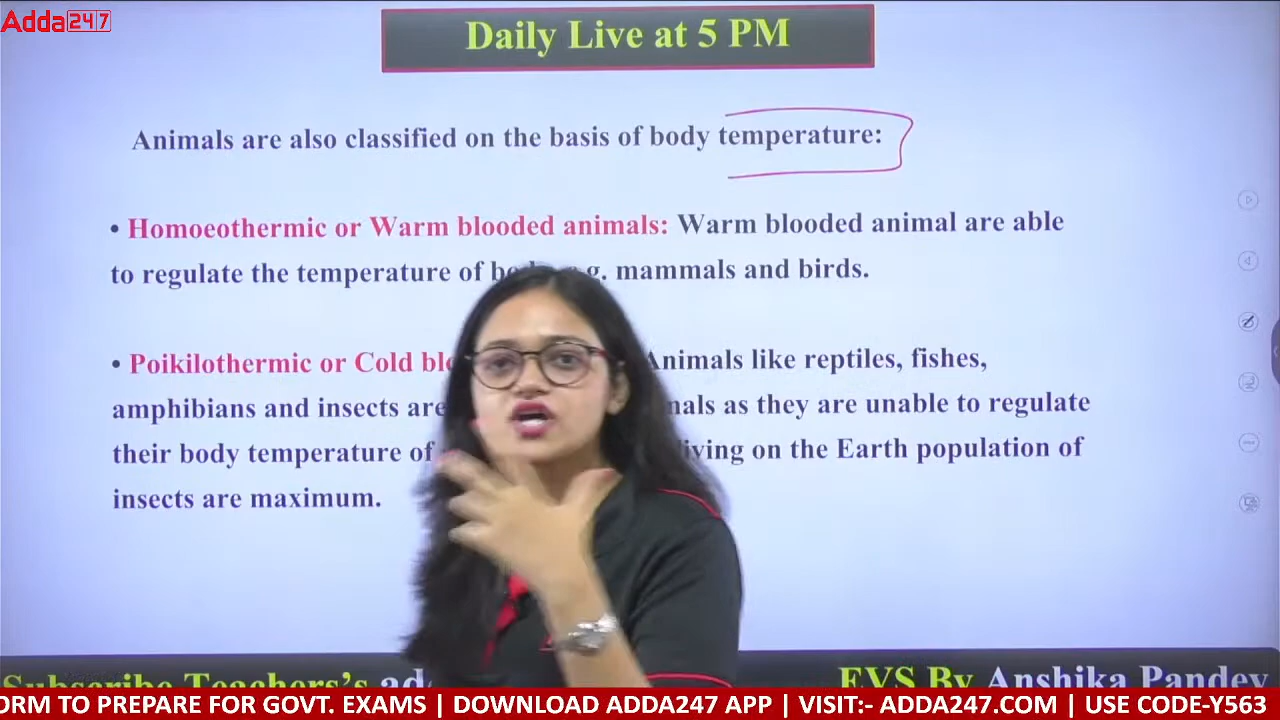 Adda247
Daily Live at 5 PM
Animals are also classified on the basis of body temperature:
• Homoeothermic or Warm blooded animals: Warm blooded animal are able
to regulate the temperature of e.g. mammals and birds.
• Poikilothermic or Cold Animals like reptiles, fishes,
amphibians and insects are as they are unable to regulate
their body temperature of living on the Earth population of
insects are maximum.
Subscribe Teacher's
EVS By Anshika Pandey
TO PREPARE FOR GOVT. EXAMS | DOWNLOAD ADDA247 APP | VISIT:- ADDA247.COM | USE CODE-Y563